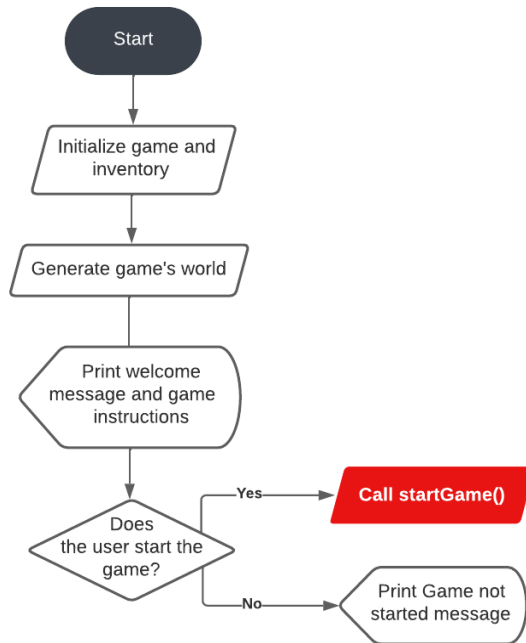 Start
Initialize game and
inventory
Generate game's world
Print welcome
message and game
instructions
Does
the user start the
game?
Yes
Call startGame()
No
Print Game not
started message